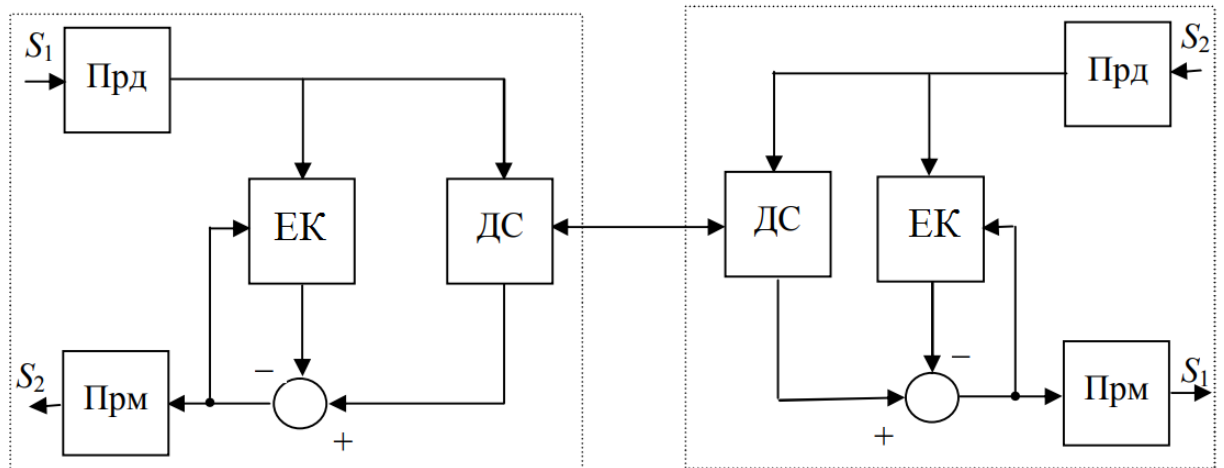 S₁ Прд Прд S₂
ЕК ДС ДС ЕК
− −
S₂ Прм Прм S₁
+ +